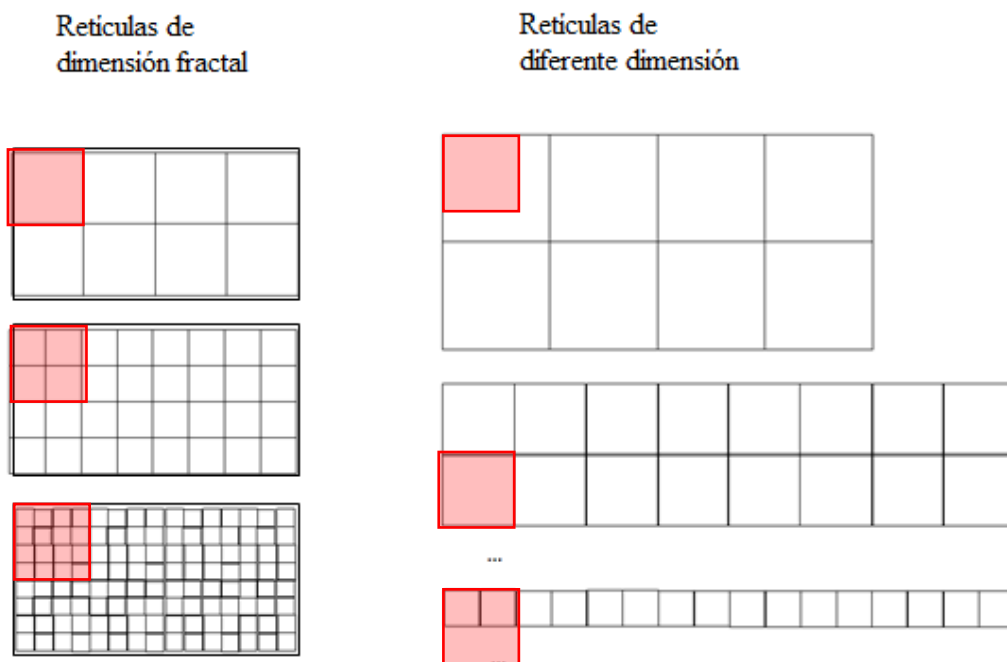 Retículas de
dimensión fractal
Retículas de
diferente dimensión
...
...